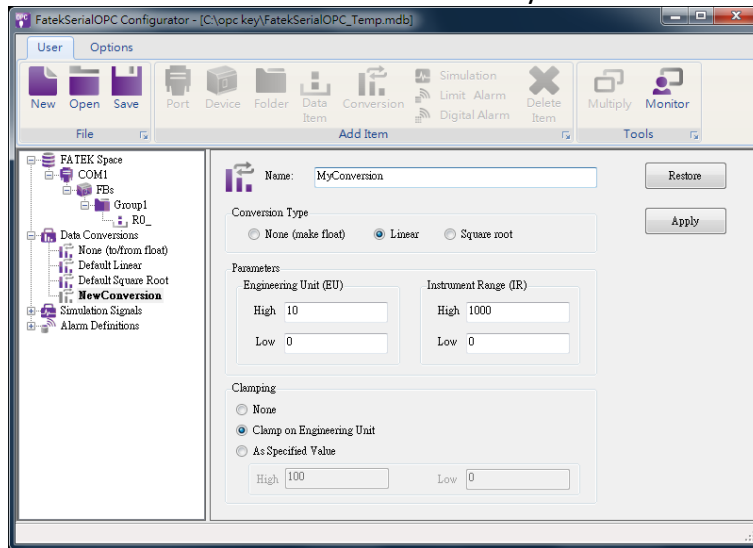 FatekSerialOPC Configurator - [C:\opc key\FatekSerialOPC_Temp.mdb]
User Options
New Open Save Port Device Folder Data Item Conversion Simulation Limit Alarm Digital Alarm Delete Item Multiply Monitor
File Add Item Tools
FATEK Space
COM1
FBs
Group1
R0_
Data Conversions
None (to/from float)
Default Linear
Default Square Root
NewConversion
Simulation Signals
Alarm Definitions
Name: MyConversion
Restore
Apply
Conversion Type
None (make float) Linear Square root
Parameters
Engineering Unit (EU) Instrument Range (IR)
High 10 High 1000
Low 0 Low 0
Clamping
None
Clamp on Engineering Unit
As Specified Value
High 100 Low 0